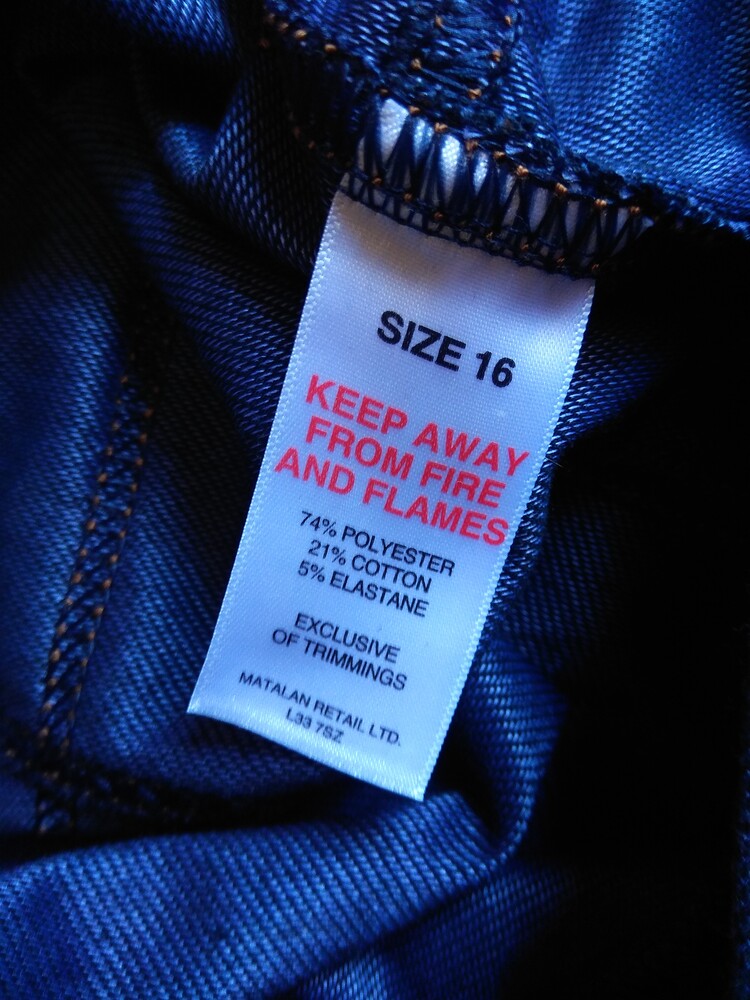 SIZE 16
KEEP AWAY
FROM FIRE
AND FLAMES
74% POLYESTER
21% COTTON
5% ELASTANE
EXCLUSIVE
OF TRIMMINGS
MATALAN RETAIL LTD.
L33 7SZ